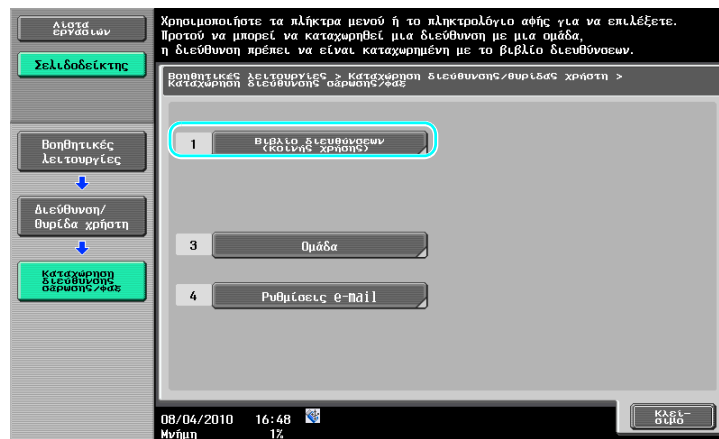 Λίστα
εργασιών
Χρησιμοποιήστε τα πλήκτρα μενού ή το πληκτρολόγιο αφής για να επιλέξετε.
Προτού να μπορεί να καταχωρηθεί μια διεύθυνση με μια ομάδα,
η διεύθυνση πρέπει να είναι καταχωρημένη με το βιβλίο διευθύνσεων.
Σελιδοδείκτης
Βοηθητικές λειτουργίες > Καταχώρηση διεύθυνσης/θυρίδας χρήστη >
Καταχώρηση διεύθυνσης σάρωσης/φαξ
1 Βιβλίο διευθύνσεων
(κοινής χρήσης)
Βοηθητικές
λειτουργίες
Διεύθυνση/
Θυρίδα χρήστη
3 Ομάδα
Καταχώρηση
διεύθυνσης
σάρωσης/φαξ
4 Ρυθμίσεις e-mail
08/04/2010 16:48
Μνήμη 1%
Κλεί-
σιμο